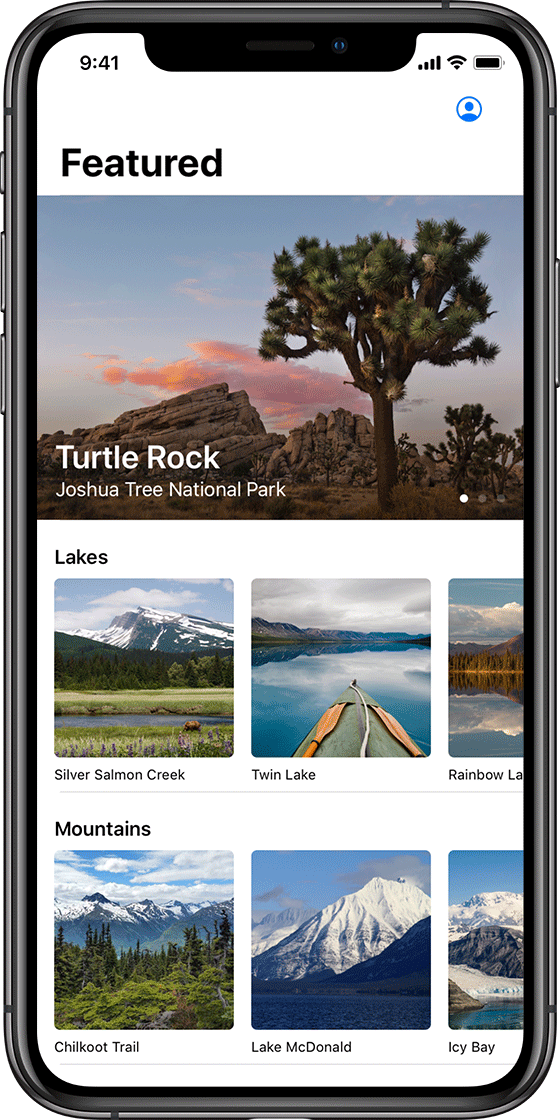 9:41
Featured
Turtle Rock
Joshua Tree National Park
Lakes
Silver Salmon Creek
Twin Lake
Rainbow La
Mountains
Chilkoot Trail
Lake McDonald
Icy Bay